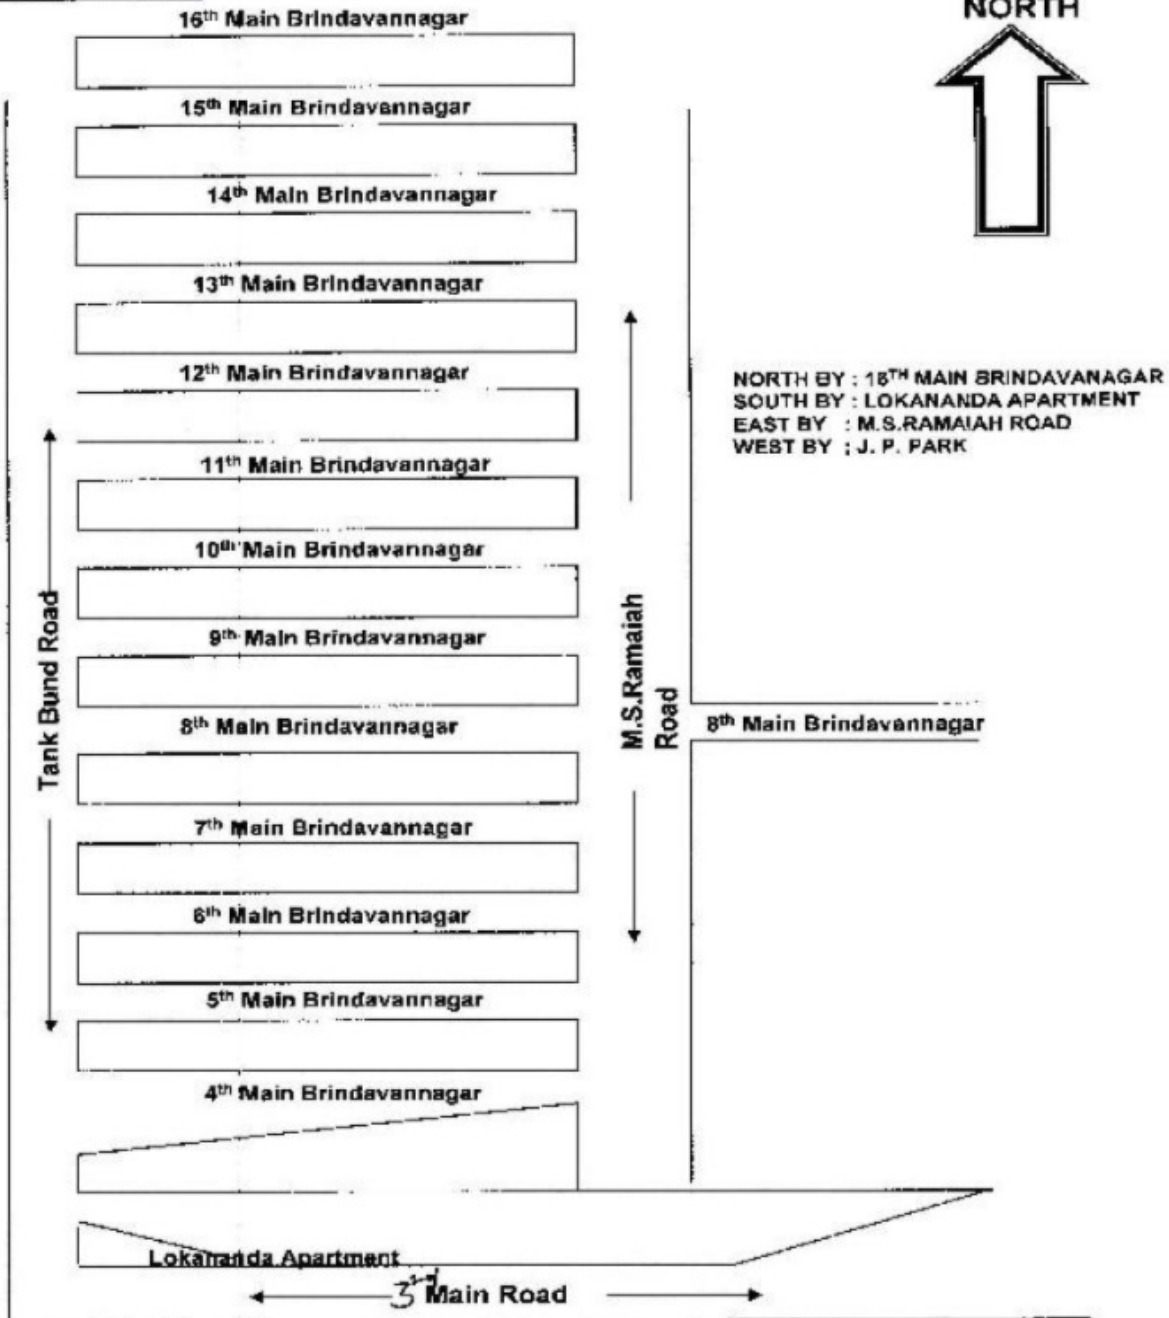 NORTH
16th Main Brindavannagar
15th Main Brindavannagar
14th Main Brindavannagar
13th Main Brindavannagar
12th Main Brindavannagar
NORTH BY : 16TH MAIN BRINDAVANAGAR
SOUTH BY : LOKANANDA APARTMENT
EAST BY : M.S.RAMAIAH ROAD
WEST BY : J. P. PARK
11th Main Brindavannagar
10th Main Brindavannagar
Tank Bund Road
M.S.Ramaiah
Road
9th Main Brindavannagar
8th Main Brindavannagar
8th Main Brindavannagar
7th Main Brindavannagar
6th Main Brindavannagar
5th Main Brindavannagar
4th Main Brindavannagar
Lokananda Apartment
3rd Main Road